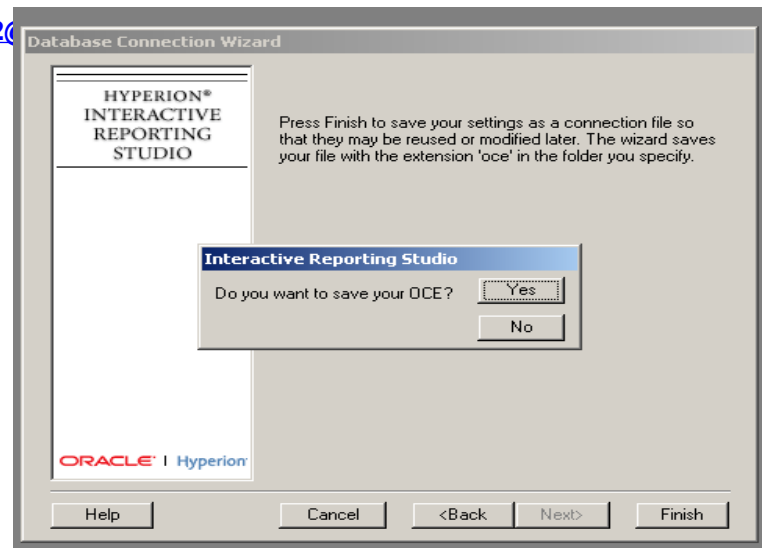 Database Connection Wizard
HYPERION®
INTERACTIVE
REPORTING
STUDIO
Press Finish to save your settings as a connection file so
that they may be reused or modified later. The wizard saves
your file with the extension 'oce' in the folder you specify.
Interactive Reporting Studio
Do you want to save your OCE?
Yes
No
ORACLE® | Hyperion®
Help
Cancel
<Back
Next>
Finish